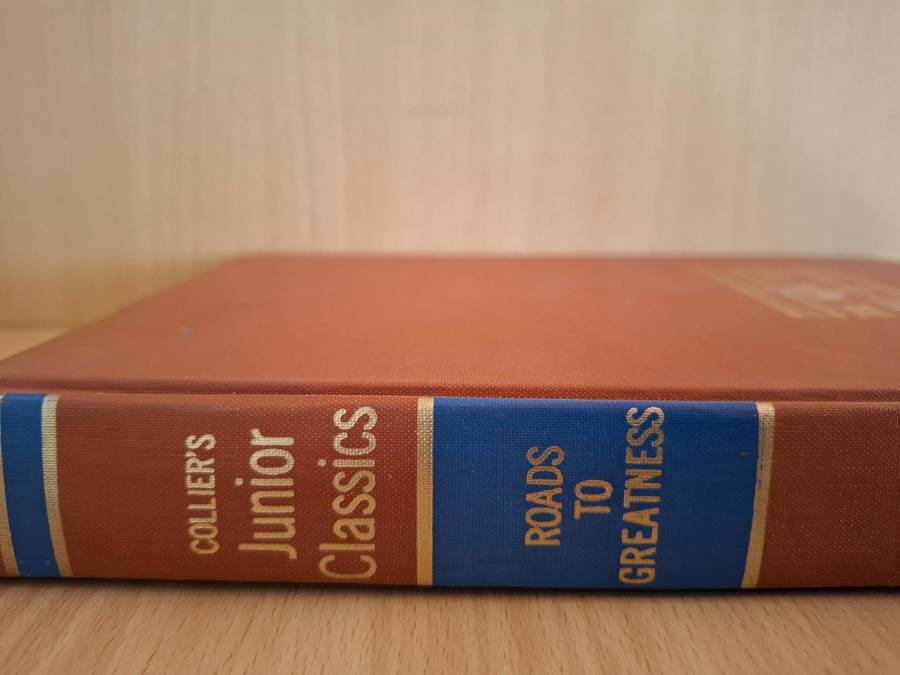 COLLIER'S
Junior
Classics
ROADS
TO
GREATNESS